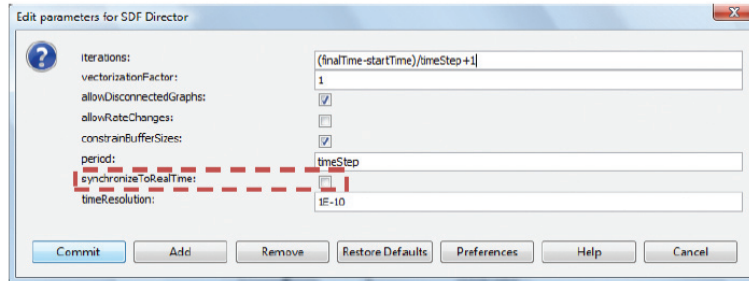 Edit parameters for SDF Director
iterations: (finalTime-startTime)/timeStep+1
vectorizationFactor: 1
allowDisconnectedGraphs:
allowRateChanges:
constrainBufferSizes:
period: timeStep
synchronizeToRealTime:
timeResolution: 1E-10
Commit Add Remove Restore Defaults Preferences Help Cancel